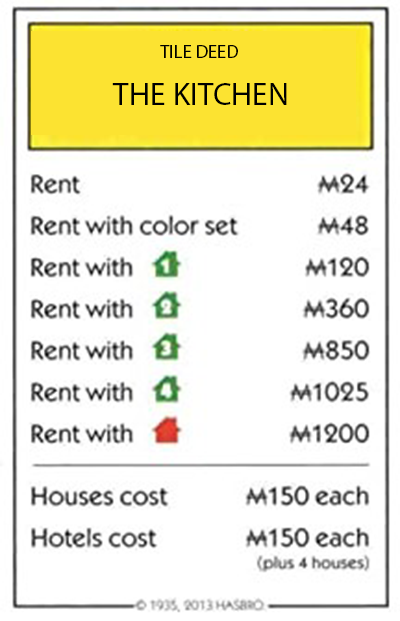 TILE DEED
THE KITCHEN
Rent M24
Rent with color set M48
Rent with 1 M120
Rent with 2 M360
Rent with 3 M850
Rent with 4 M1025
Rent with M1200
Houses cost M150 each
Hotels cost M150 each
(plus 4 houses)
© 1935, 2013 HASBRO.